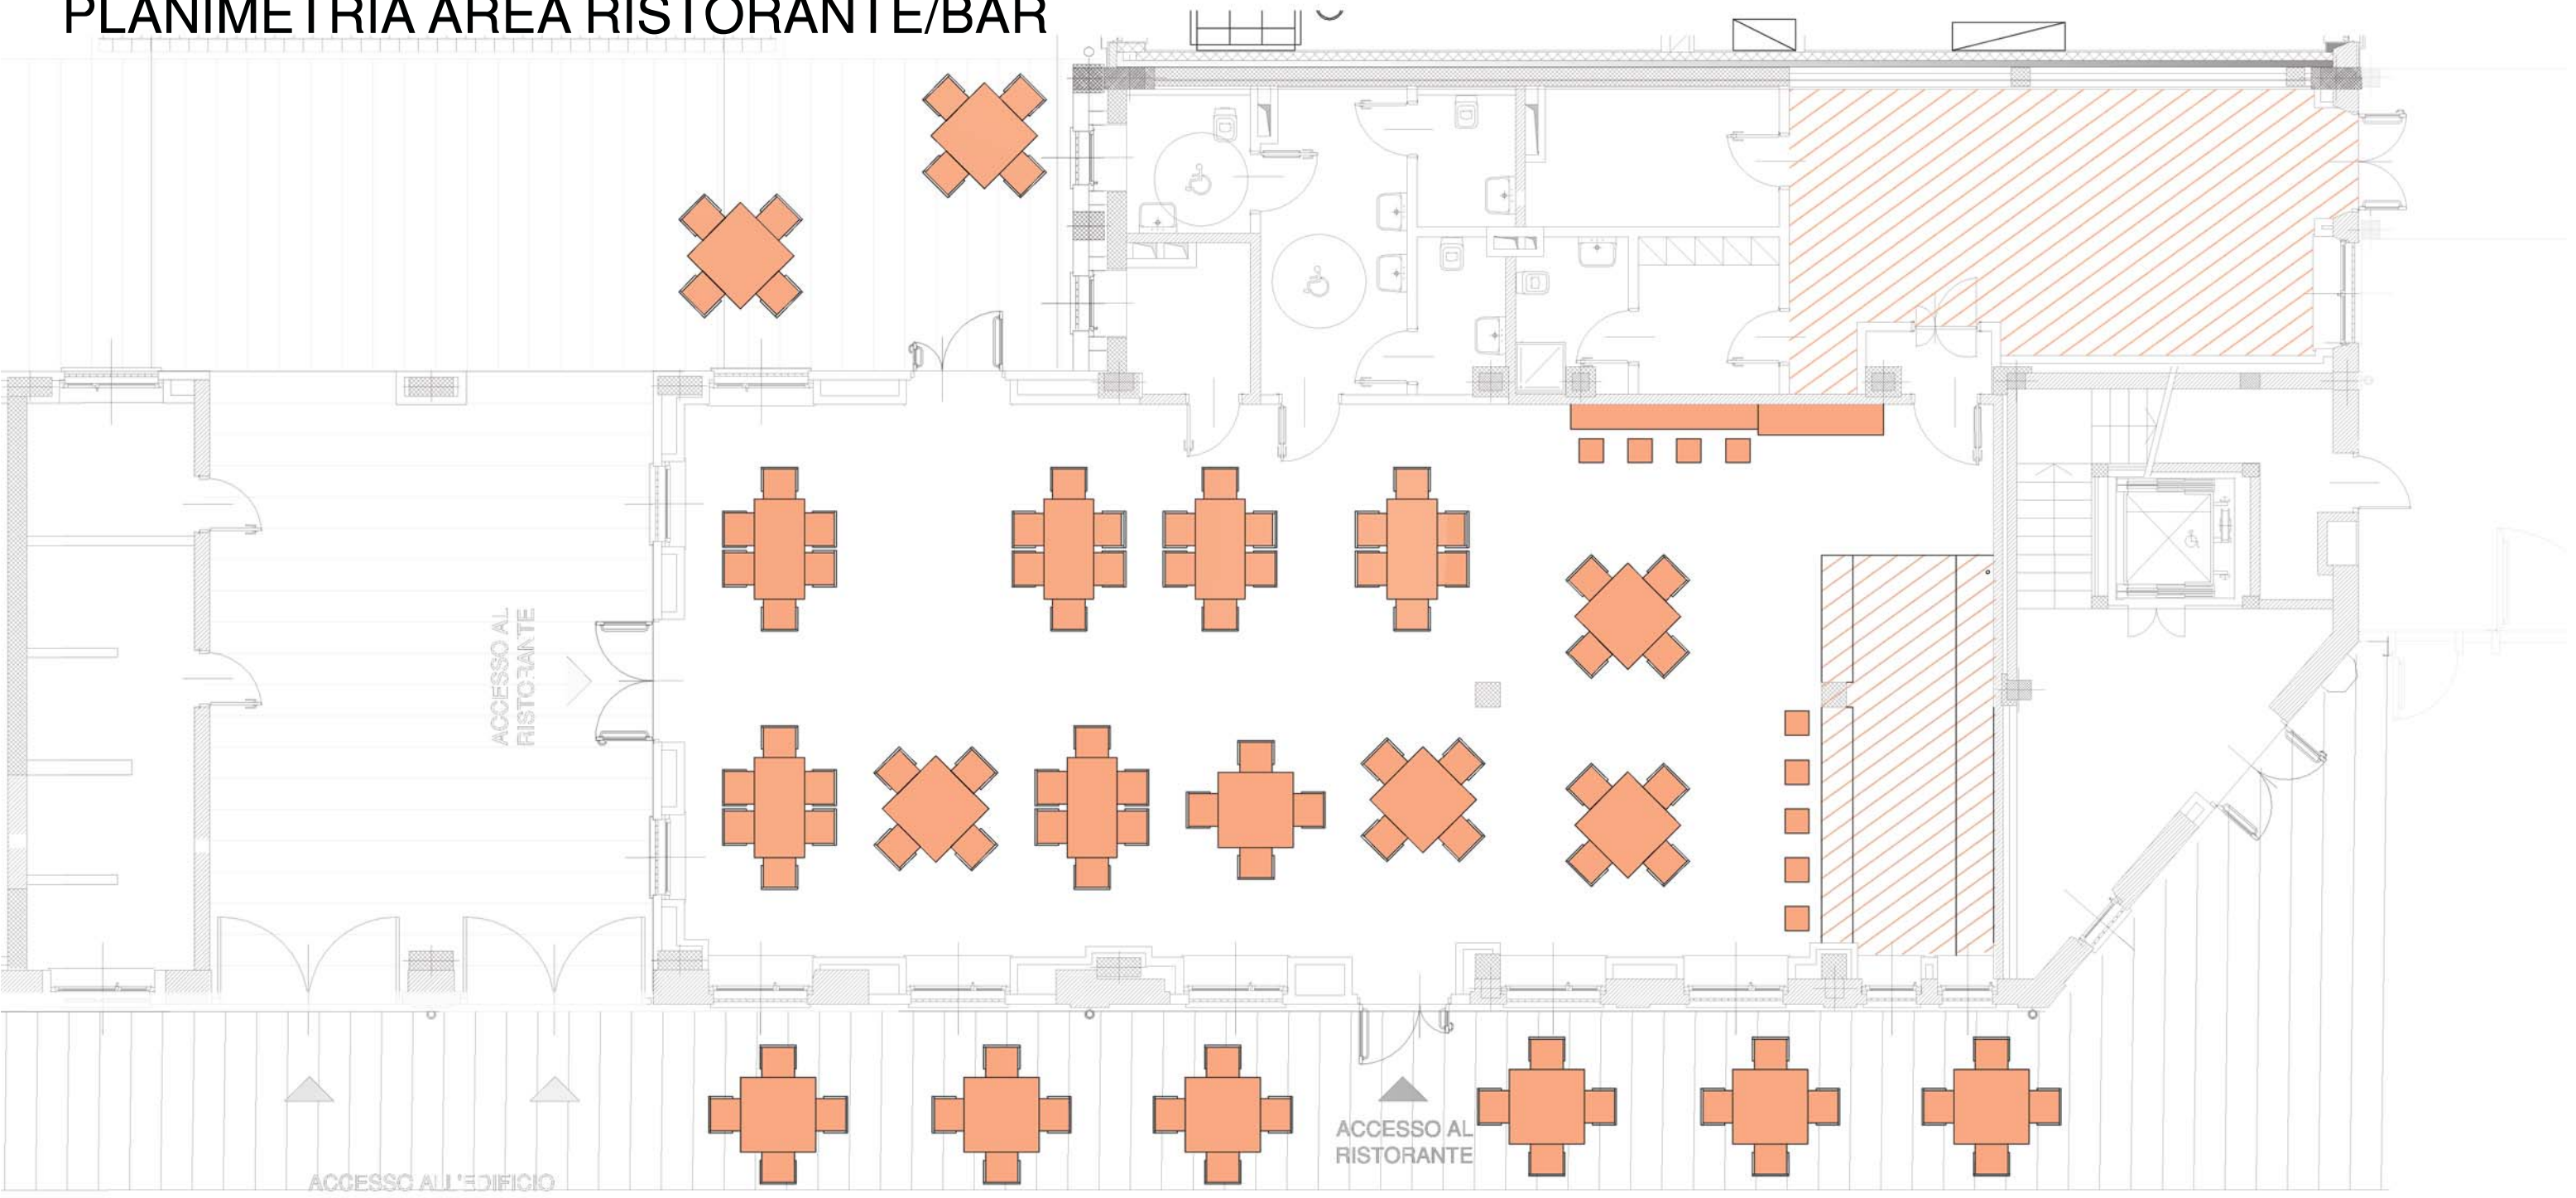 PLANIMETRIA AREA RISTORANTE/BAR
ACCESSO AL
RISTORANTE
ACCESSO AL
RISTORANTE
ACCESSO ALL'EDIFICIO